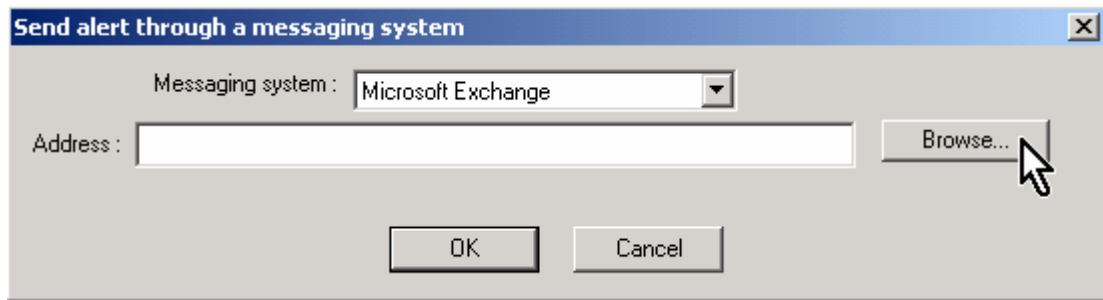 Send alert through a messaging system
Messaging system :
Microsoft Exchange
Address :
Browse...
OK
Cancel